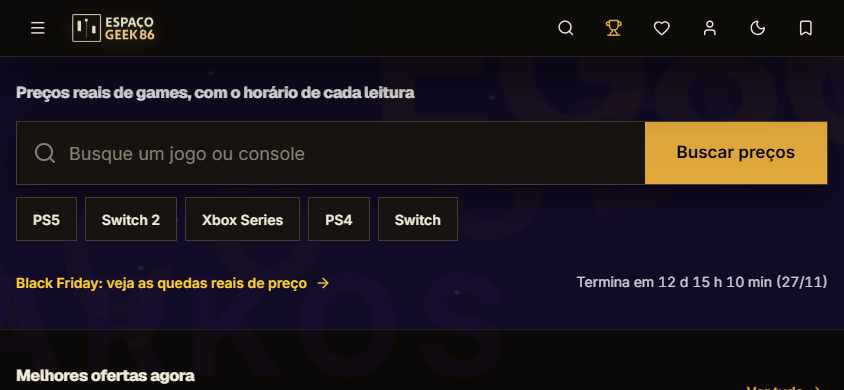 ESPAÇO
GEEK 86
Preços reais de games, com o horário de cada leitura
Busque um jogo ou console
Buscar preços
PS5
Switch 2
Xbox Series
PS4
Switch
Black Friday: veja as quedas reais de preço →
Termina em 12 d 15 h 10 min (27/11)
Melhores ofertas agora
Ver tudo